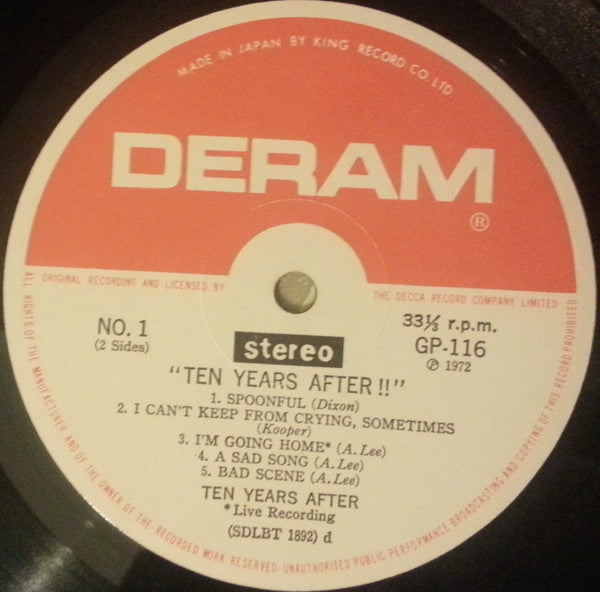 MADE IN JAPAN BY KING RECORD CO. LTD.
DERAM
®
ORIGINAL RECORDING AND LICENSED BY
THE DECCA RECORD COMPANY LIMITED
NO. 1
(2 Sides)
stereo
33⅓ r.p.m.
GP-116
Ⓟ 1972
"TEN YEARS AFTER !!"
1. SPOONFUL (Dixon)
2. I CAN'T KEEP FROM CRYING, SOMETIMES
(Kooper)
3. I'M GOING HOME* (A. Lee)
4. A SAD SONG (A. Lee)
5. BAD SCENE (A. Lee)
TEN YEARS AFTER
*Live Recording
(SDLBT 1892) d
ALL RIGHTS OF THE MANUFACTURER AND OF THE OWNER OF THE RECORDED WORK RESERVED·UNAUTHORISED PUBLIC PERFORMANCE BROADCASTING AND COPYING OF THIS RECORD PROHIBITED